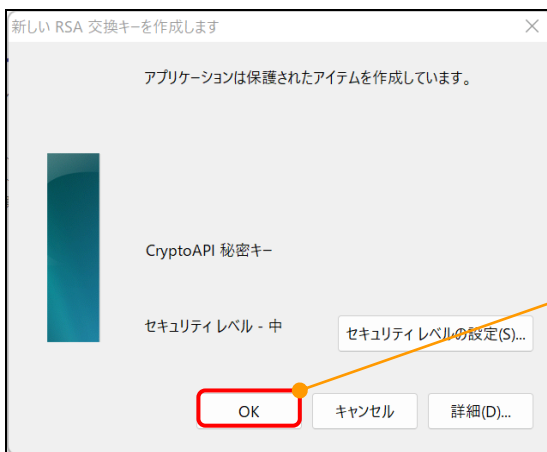 新しい RSA 交換キーを作成します
アプリケーションは保護されたアイテムを作成しています。
CryptoAPI 秘密キー
セキュリティ レベル - 中
セキュリティ レベルの設定(S)...
OK
キャンセル
詳細(D)...